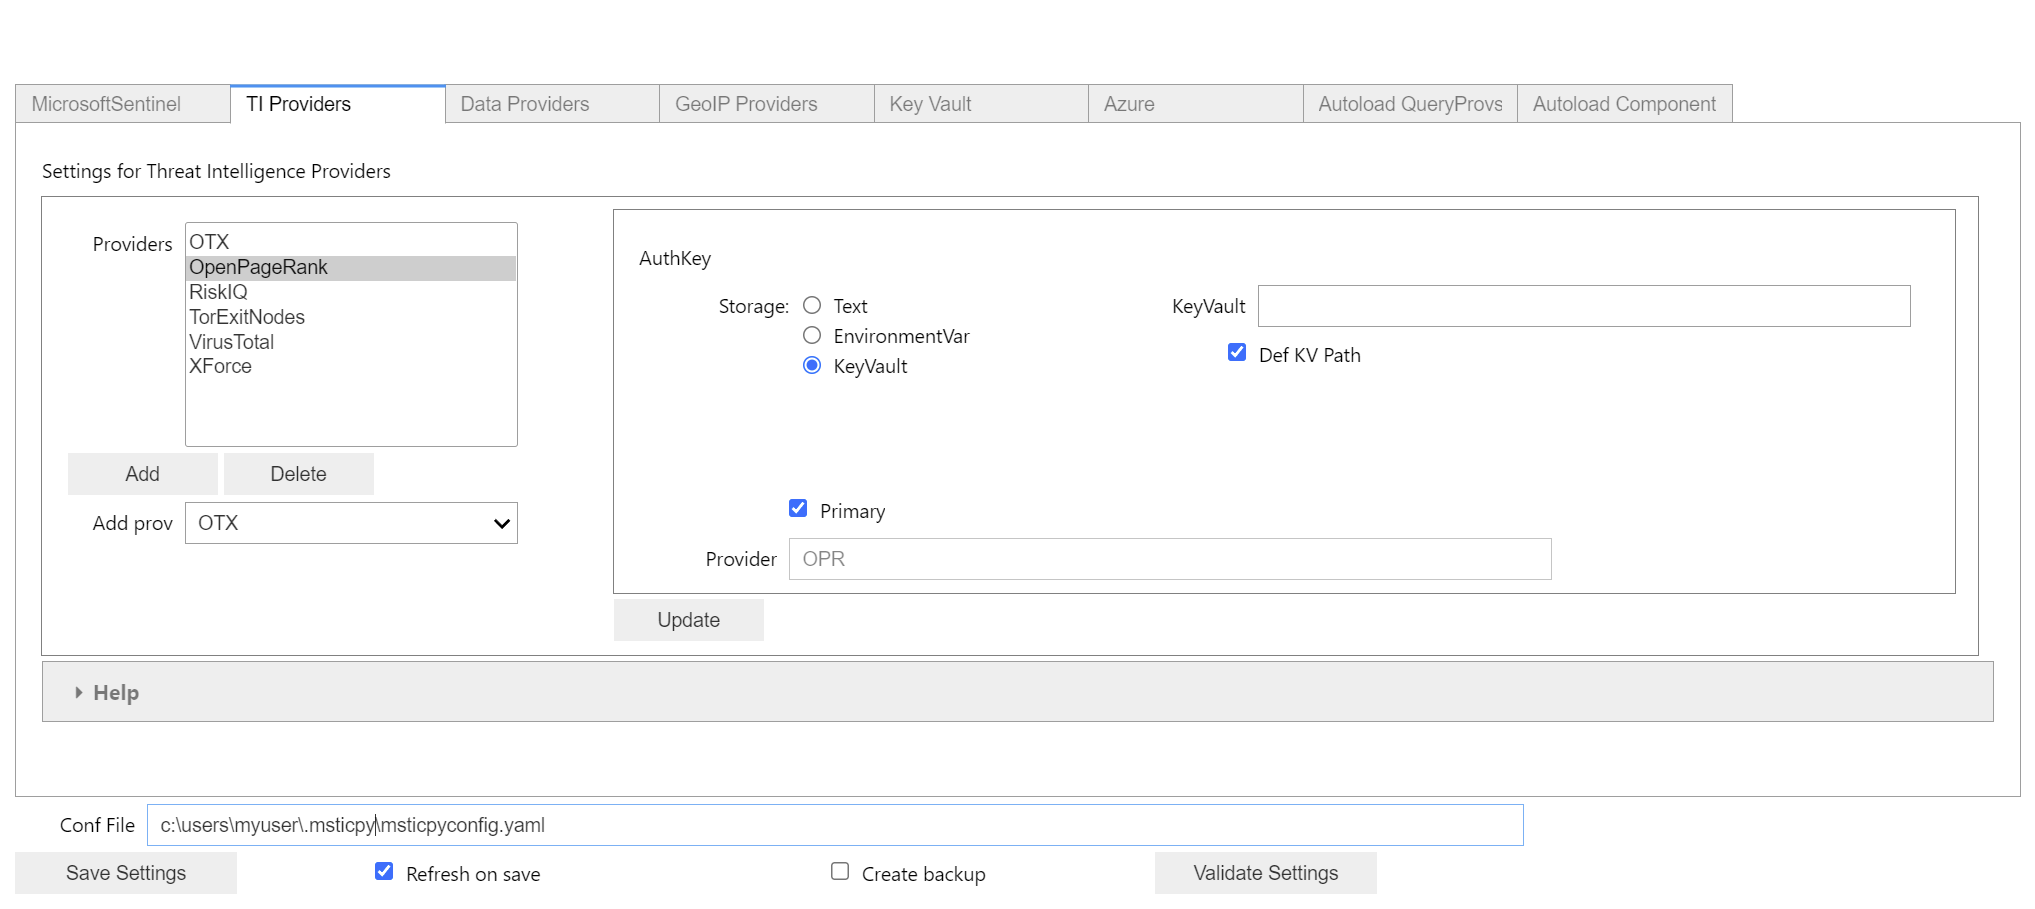 MicrosoftSentinel
TI Providers
Data Providers
GeoIP Providers
Key Vault
Azure
Autoload QueryProvs
Autoload Component
Settings for Threat Intelligence Providers
Providers
OTX
OpenPageRank
RiskIQ
TorExitNodes
VirusTotal
XForce
Add
Delete
Add prov
OTX
AuthKey
Storage:
Text
EnvironmentVar
KeyVault
KeyVault
Def KV Path
Primary
Provider
OPR
Update
Help
Conf File
c:\users\myuser\.msticpy\msticpyconfig.yaml
Save Settings
Refresh on save
Create backup
Validate Settings